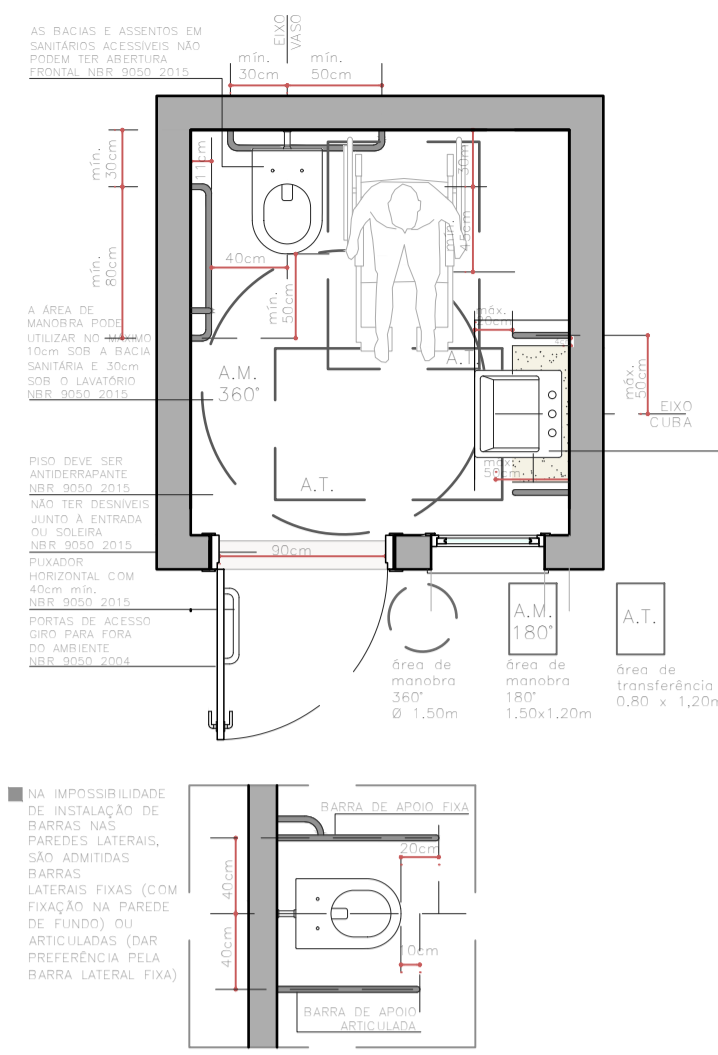 AS BACIAS E ASSENTOS EM
SANITÁRIOS ACESSÍVEIS NÃO
PODEM TER ABERTURA
FRONTAL NBR 9050 2015
EIXO
VASO
mín.
30cm
mín.
50cm
mín.
30cm
mín.
80cm
11cm
40cm
mín.
50cm
30cm
mín.
45cm
A ÁREA DE
MANOBRA PODE
UTILIZAR NO MÁXIMO
10cm SOB A BACIA
SANITÁRIA E 30cm
SOB O LAVATÓRIO
NBR 9050 2015
A.M.
360°
A.T.
A.T.
máx.
20cm
máx.
50cm
máx.
50cm
EIXO
CUBA
PISO DEVE SER
ANTIDERRAPANTE
NBR 9050 2015
NÃO TER DESNÍVEIS
JUNTO À ENTRADA
OU SOLEIRA
NBR 9050 2015
PUXADOR
HORIZONTAL COM
40cm mín.
NBR 9050 2015
PORTAS DE ACESSO
GIRO PARA FORA
DO AMBIENTE
NBR 9050 2004
90cm
área de
manobra
360°
Ø 1.50m
A.M.
180°
área de
manobra
180°
1.50x1.20m
A.T.
área de
transferência
0.80 x 1,20m
NA IMPOSSIBILIDADE
DE INSTALAÇÃO DE
BARRAS NAS
PAREDES LATERAIS,
SÃO ADMITIDAS
BARRAS
LATERAIS FIXAS (COM
FIXAÇÃO NA PAREDE
DE FUNDO) OU
ARTICULADAS (DAR
PREFERÊNCIA PELA
BARRA LATERAL FIXA)
BARRA DE APOIO FIXA
20cm
40cm
40cm
10cm
BARRA DE APOIO
ARTICULADA